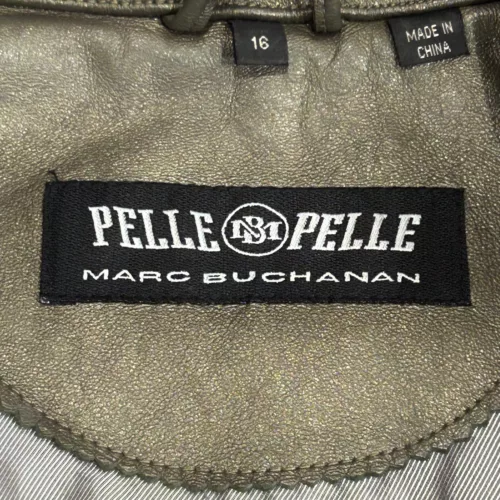 16
MADE IN
CHINA
PELLE MB PELLE
MARC BUCHANAN